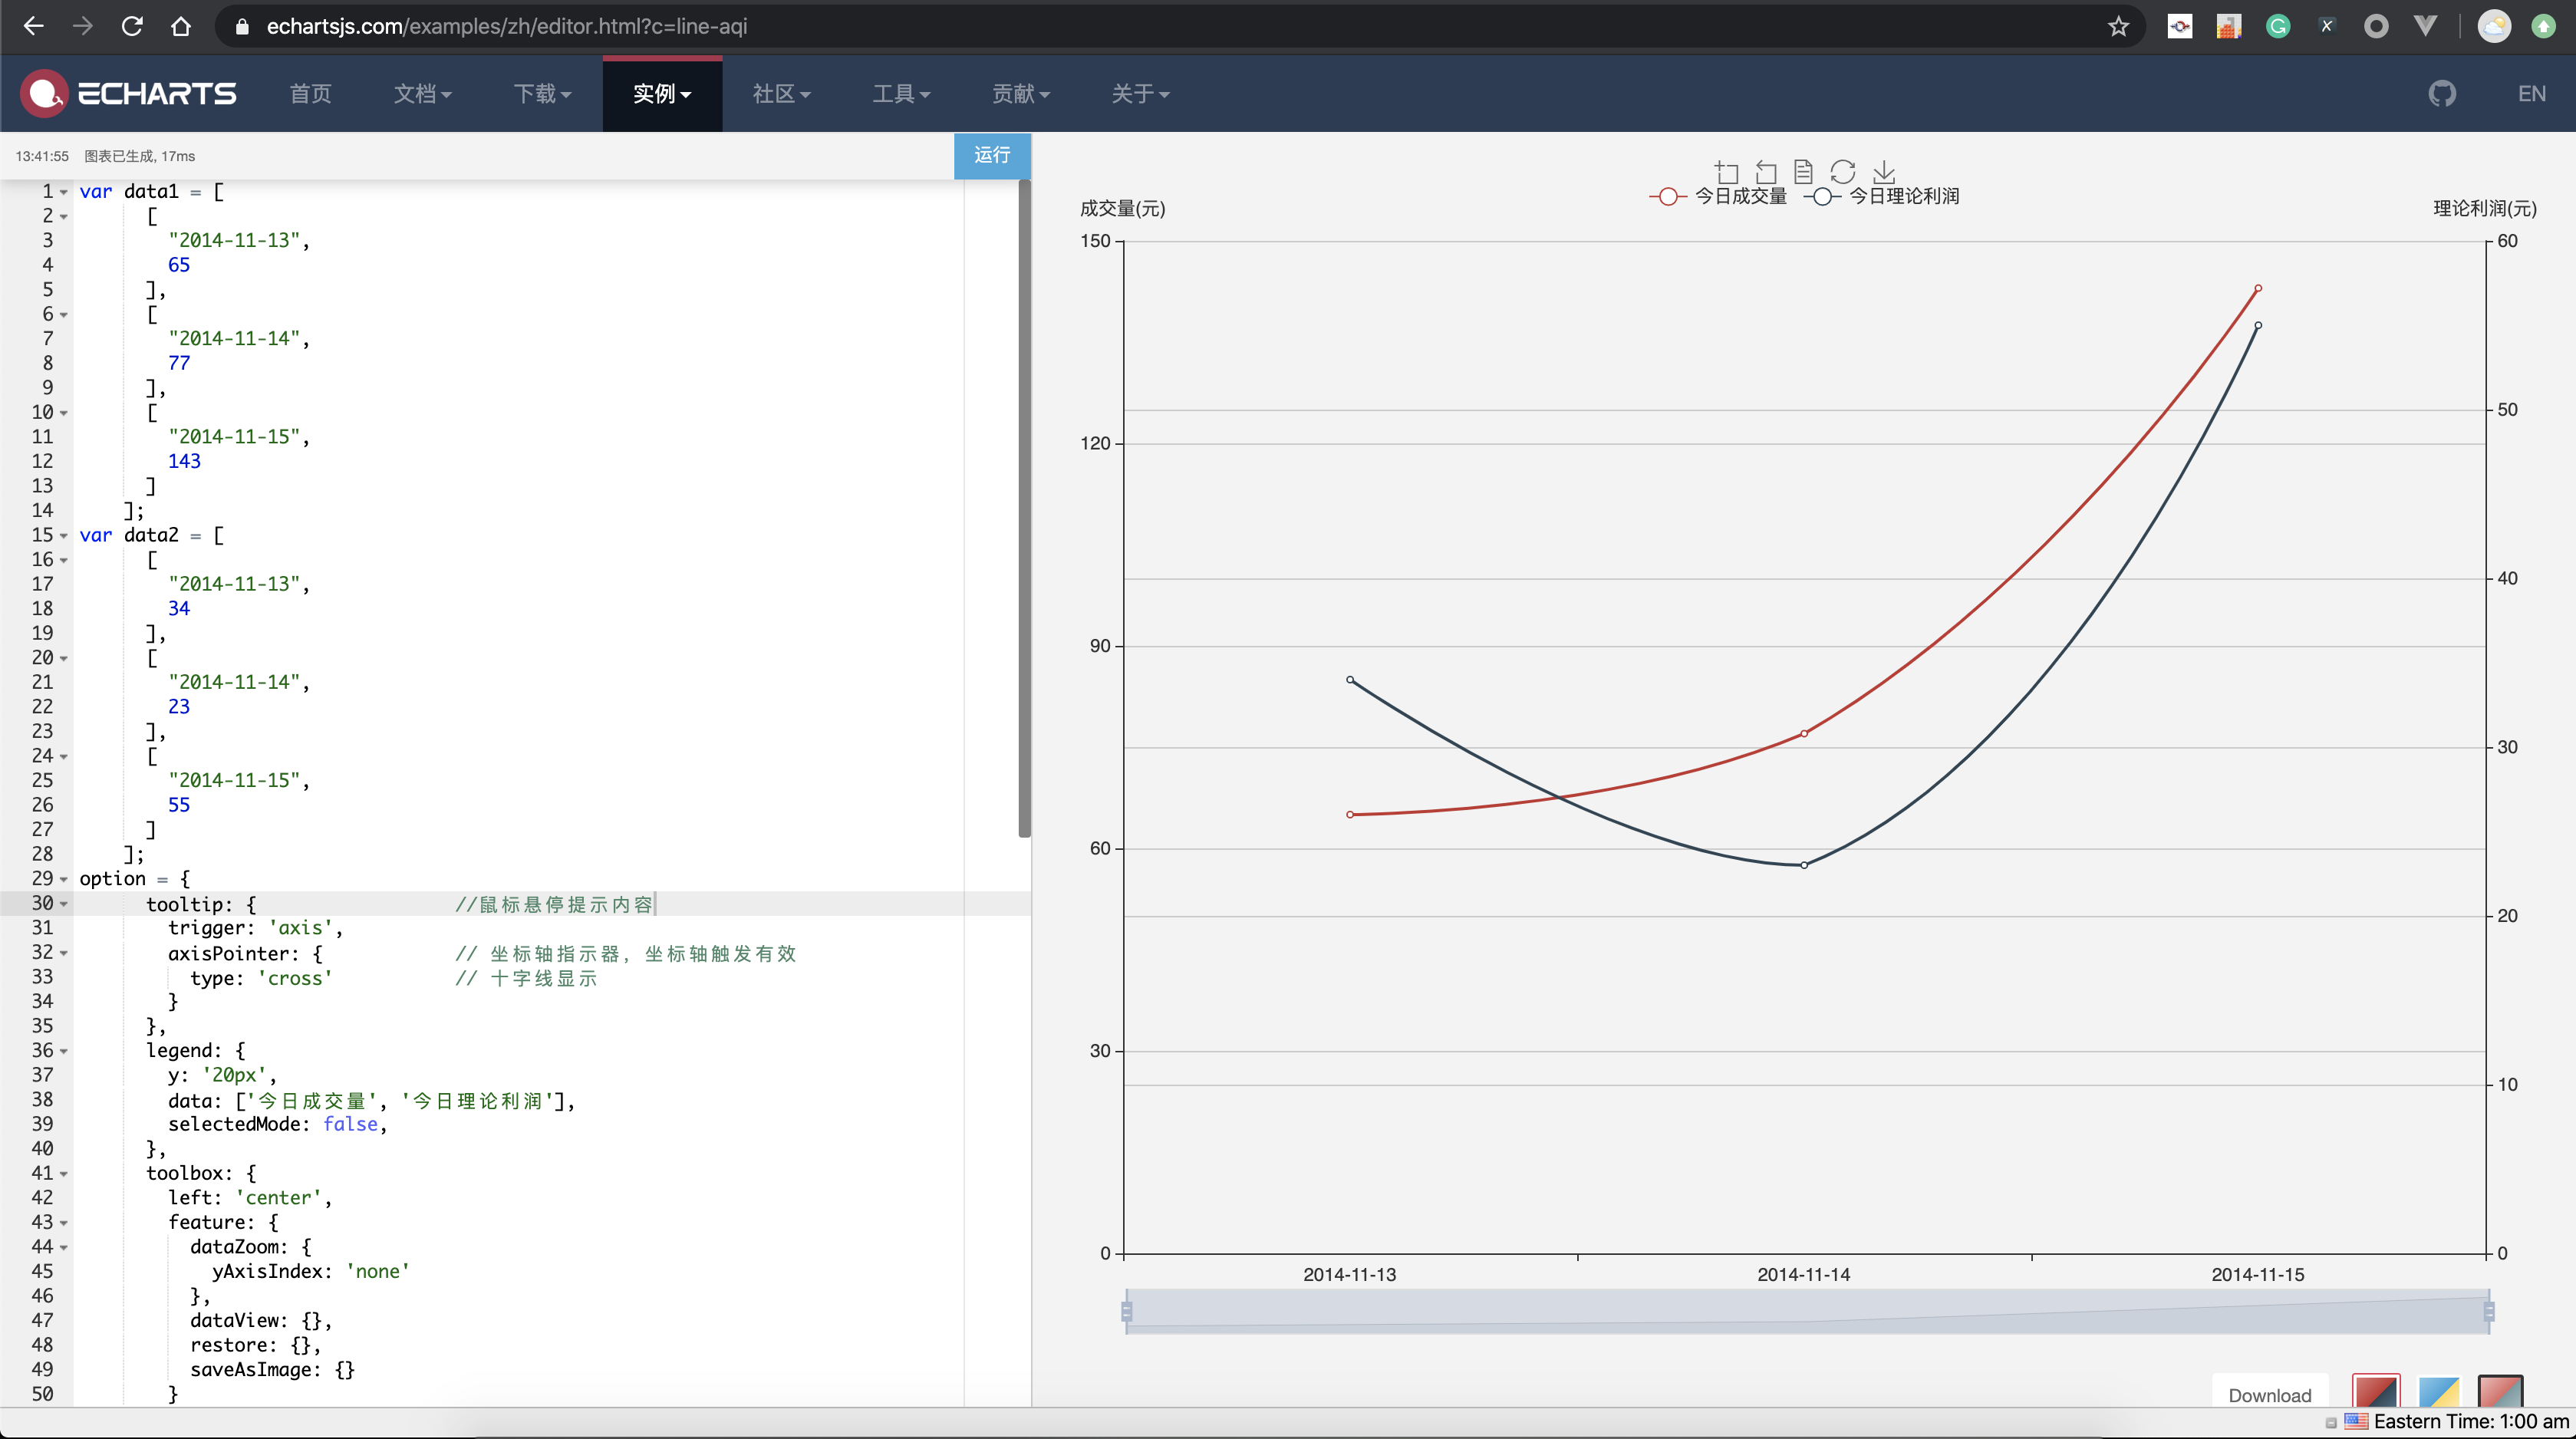 echartsjs.com/examples/zh/editor.html?c=line-aqi
ECHARTS 首页 文档 下载 实例 社区 工具 贡献 关于 EN
13:41:55 图表已生成, 17ms 运行
1 var data1 = [
2 [
3 "2014-11-13",
4 65
5 ],
6 [
7 "2014-11-14",
8 77
9 ],
10 [
11 "2014-11-15",
12 143
13 ]
14 ];
15 var data2 = [
16 [
17 "2014-11-13",
18 34
19 ],
20 [
21 "2014-11-14",
22 23
23 ],
24 [
25 "2014-11-15",
26 55
27 ]
28 ];
29 option = {
30 tooltip: { //鼠标悬停提示内容
31 trigger: 'axis',
32 axisPointer: { // 坐标轴指示器，坐标轴触发有效
33 type: 'cross' // 十字线显示
34 }
35 },
36 legend: {
37 y: '20px',
38 data: ['今日成交量', '今日理论利润'],
39 selectedMode: false,
40 },
41 toolbox: {
42 left: 'center',
43 feature: {
44 dataZoom: {
45 yAxisIndex: 'none'
46 },
47 dataView: {},
48 restore: {},
49 saveAsImage: {}
50 }
今日成交量 今日理论利润
成交量(元) 理论利润(元)
150 60
50
120
40
90
30
60
20
30
10
0 0
2014-11-13 2014-11-14 2014-11-15
Download
Eastern Time: 1:00 am